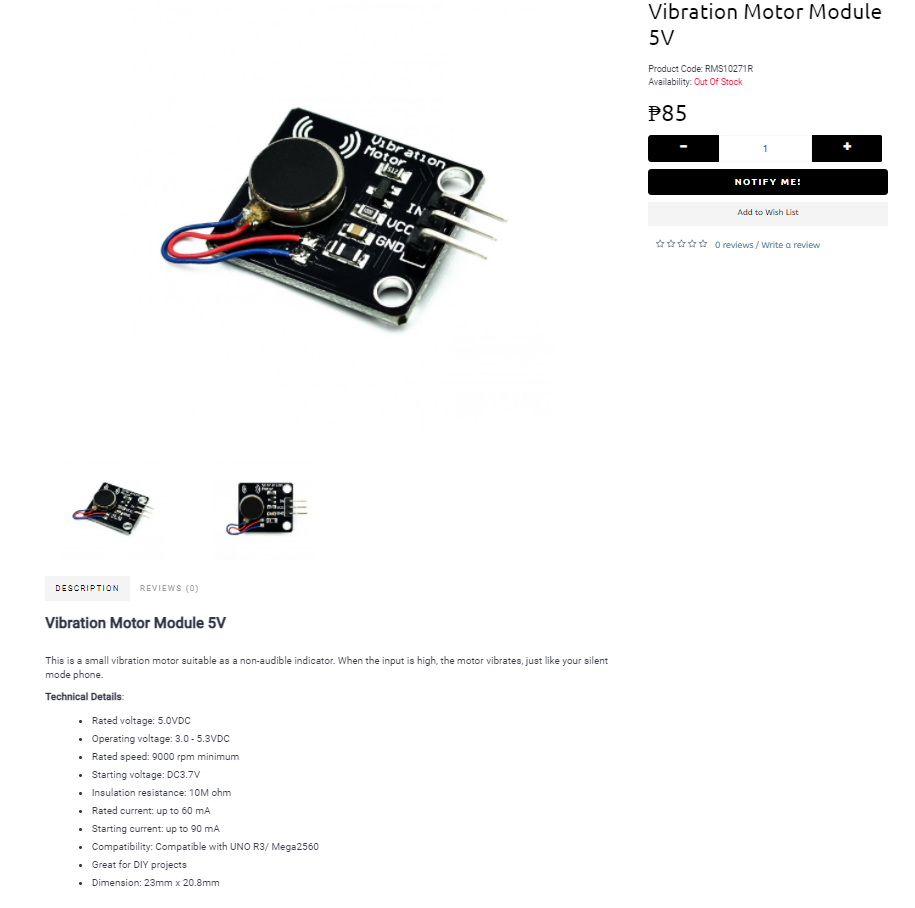 Vibration Motor Module
5V
Product Code: RMS10271R
Availability: Out Of Stock
₱85
-
1
+
NOTIFY ME!
Add to Wish List
0 reviews / Write a review
Vibration
Motor
512
IN
VCC
GND
DESCRIPTION
REVIEWS (0)
Vibration Motor Module 5V
This is a small vibration motor suitable as a non-audible indicator. When the input is high, the motor vibrates, just like your silent
mode phone.
Technical Details:
Rated voltage: 5.0VDC
Operating voltage: 3.0 - 5.3VDC
Rated speed: 9000 rpm minimum
Starting voltage: DC3.7V
Insulation resistance: 10M ohm
Rated current: up to 60 mA
Starting current: up to 90 mA
Compatibility: Compatible with UNO R3/ Mega2560
Great for DIY projects
Dimension: 23mm x 20.8mm